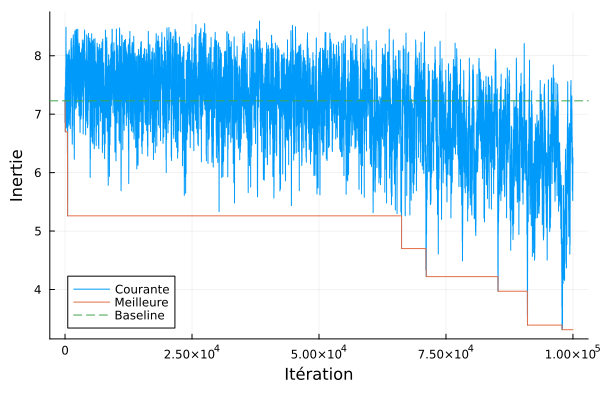 Inertie
8
7
6
5
4
Courante
Meilleure
Baseline
0
2.50×10⁴
5.00×10⁴
7.50×10⁴
1.00×10⁵
Itération